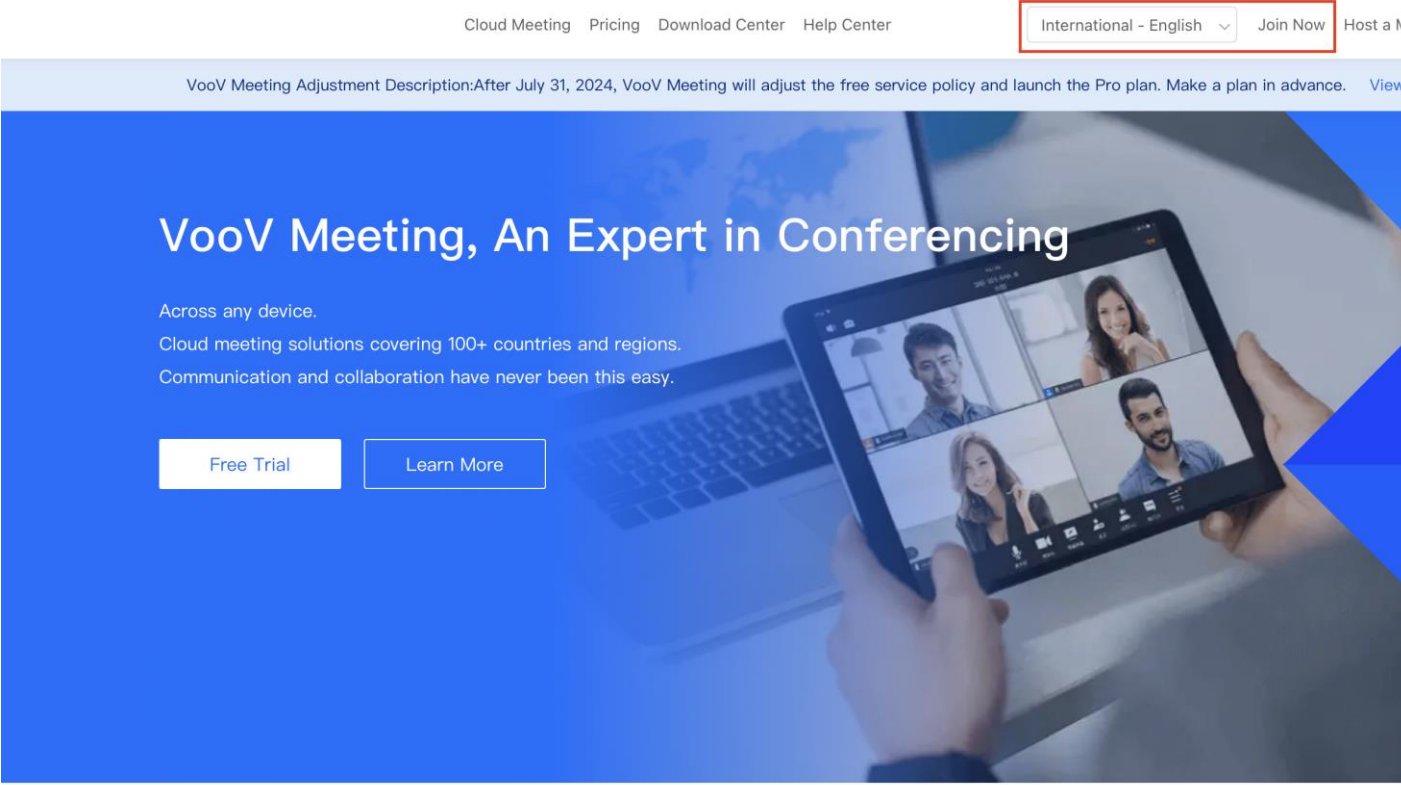 Cloud Meeting Pricing Download Center Help Center International - English Join Now Host a M
VooV Meeting Adjustment Description:After July 31, 2024, VooV Meeting will adjust the free service policy and launch the Pro plan. Make a plan in advance. View
VooV Meeting, An Expert in Conferencing
Across any device.
Cloud meeting solutions covering 100+ countries and regions.
Communication and collaboration have never been this easy.
Free Trial Learn More